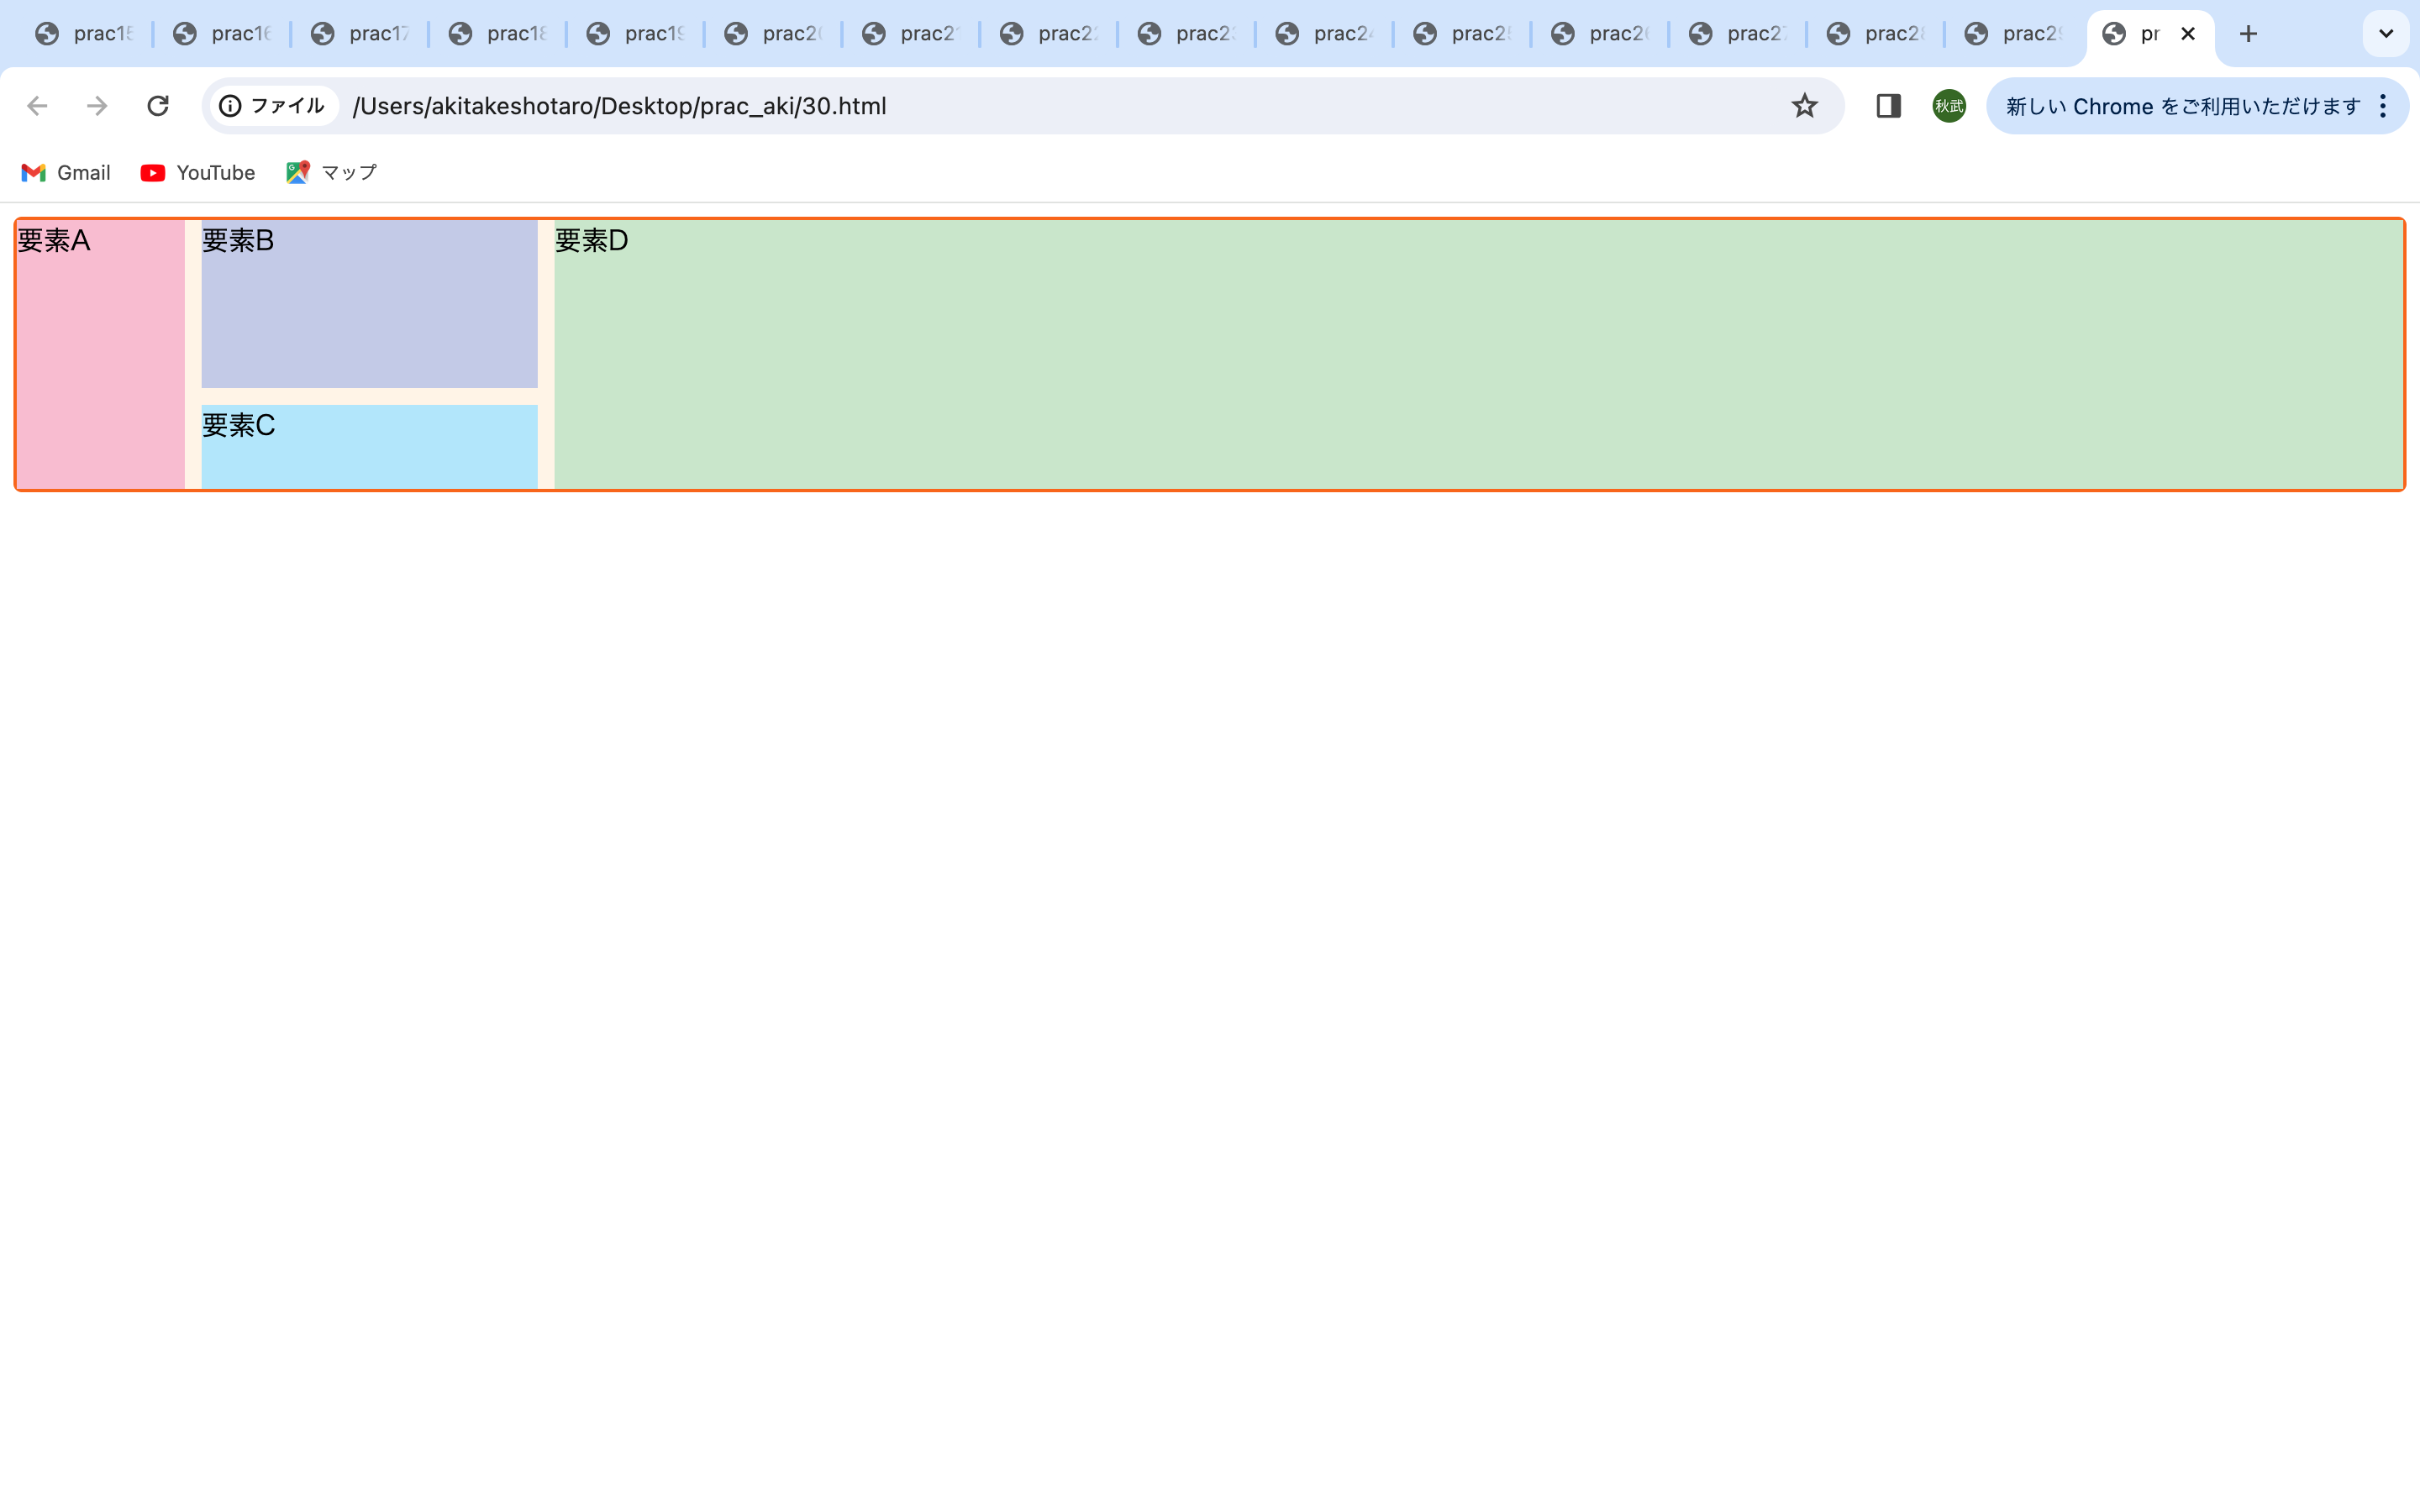 prac15 prac16 prac17 prac18 prac19 prac20 prac21 prac22 prac23 prac24 prac25 prac26 prac27 prac28 prac29 pr
ファイル /Users/akitakeshotaro/Desktop/prac_aki/30.html 秋武 新しい Chrome をご利用いただけます
Gmail YouTube マップ
要素A 要素B 要素D
要素C